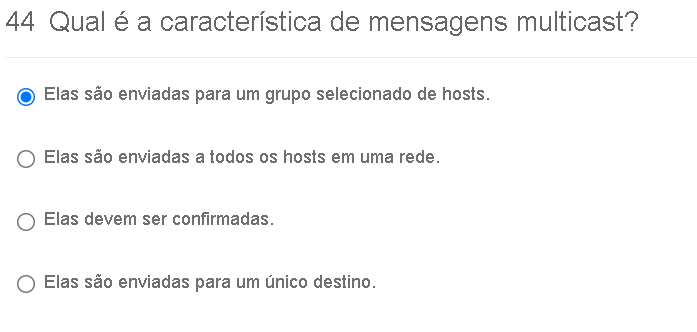 44 Qual é a característica de mensagens multicast?
Elas são enviadas para um grupo selecionado de hosts.
Elas são enviadas a todos os hosts em uma rede.
Elas devem ser confirmadas.
Elas são enviadas para um único destino.